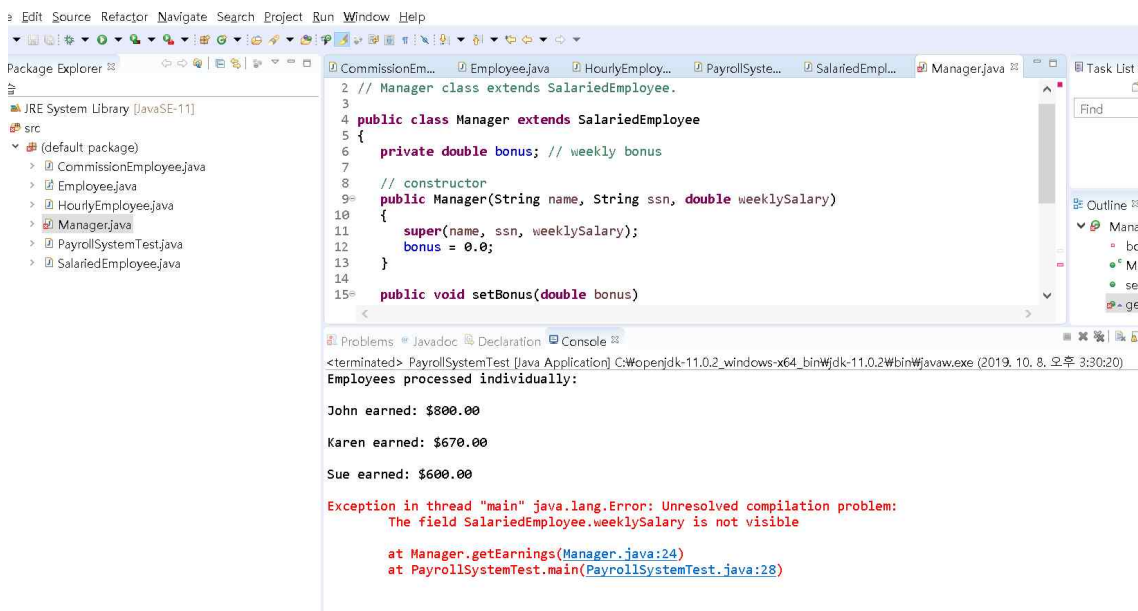 e Edit Source Refactor Navigate Search Project Run Window Help
Package Explorer
JRE System Library [JavaSE-11]
src
(default package)
CommissionEmployee.java
Employee.java
HourlyEmployee.java
Manager.java
PayrollSystemTest.java
SalariedEmployee.java
CommissionEm... Employee.java HourlyEmploy... PayrollSyste... SalariedEmpl... Manager.java
2 // Manager class extends SalariedEmployee.
3
4 public class Manager extends SalariedEmployee
5 {
6 private double bonus; // weekly bonus
7
8 // constructor
9 public Manager(String name, String ssn, double weeklySalary)
10 {
11 super(name, ssn, weeklySalary);
12 bonus = 0.0;
13 }
14
15 public void setBonus(double bonus)
Task List
Find
Outline
Mana
bo
M
se
ge
Problems Javadoc Declaration Console
<terminated> PayrollSystemTest [Java Application] C:₩openjdk-11.0.2_windows-x64_bin₩jdk-11.0.2₩bin₩javaw.exe (2019. 10. 8. 오후 3:30:20)
Employees processed individually:
John earned: $800.00
Karen earned: $670.00
Sue earned: $600.00
Exception in thread "main" java.lang.Error: Unresolved compilation problem:
The field SalariedEmployee.weeklySalary is not visible
at Manager.getEarnings(Manager.java:24)
at PayrollSystemTest.main(PayrollSystemTest.java:28)